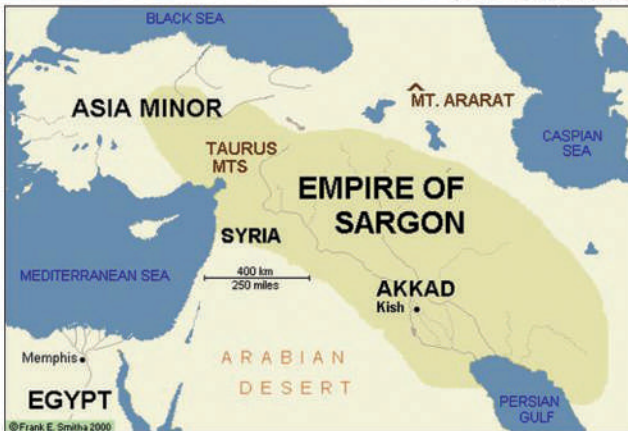 BLACK SEA
ASIA MINOR
MT. ARARAT
CASPIAN
SEA
TAURUS
MTS
EMPIRE OF
SARGON
SYRIA
MEDITERRANEAN SEA
400 km
250 miles
AKKAD
Kish
Memphis
ARABIAN
DESERT
EGYPT
PERSIAN
GULF
©Frank E. Smitha 2000